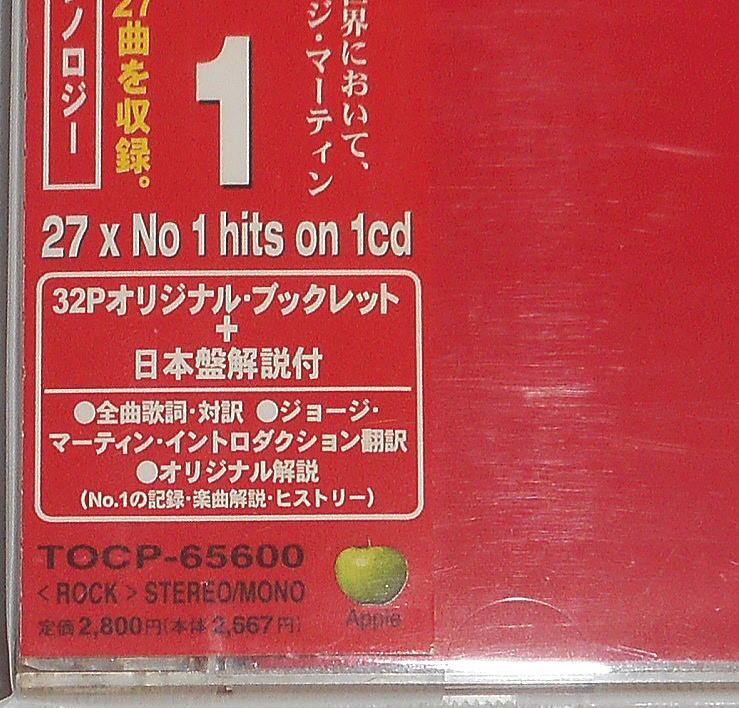 世界において、
ジ・マーティン
1
27曲を収録。
ノロジー
27 x No 1 hits on 1cd
32Pオリジナル・ブックレット
+
日本盤解説付
●全曲歌詞・対訳 ●ジョージ・
マーティン・イントロダクション翻訳
●オリジナル解説
(No.1の記録・楽曲解説・ヒストリー)
TOCP-65600
<ROCK> STEREO/MONO
定価2,800円(本体2,667円)
Apple